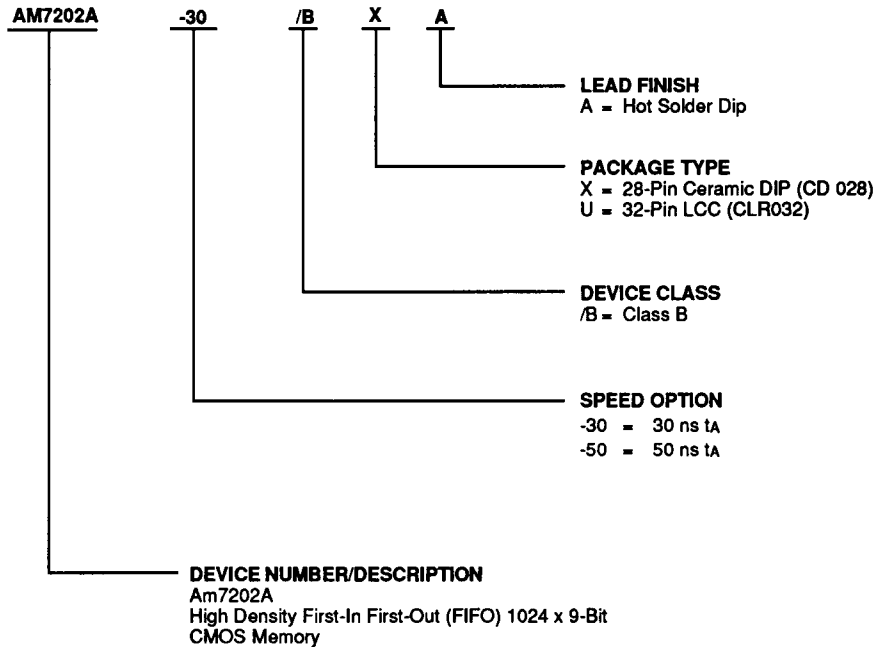 AM7202A -30 /B X A
LEAD FINISH
A = Hot Solder Dip
PACKAGE TYPE
X = 28-Pin Ceramic DIP (CD 028)
U = 32-Pin LCC (CLR032)
DEVICE CLASS
/B = Class B
SPEED OPTION
-30 = 30 ns tA
-50 = 50 ns tA
DEVICE NUMBER/DESCRIPTION
Am7202A
High Density First-In First-Out (FIFO) 1024 x 9-Bit
CMOS Memory